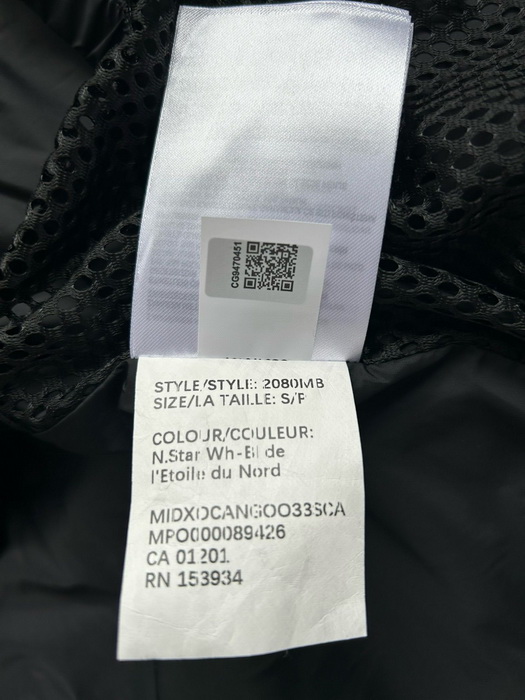 CG9470451
STYLE/STYLE: 2080MB
SIZE/LA TAILLE: S/P
COLOUR/COULEUR:
N.Star Wh-Bl de
l'Etoile du Nord
MIDXOCANGOO33SCA
MPO000089426
CA 01201
RN 153934